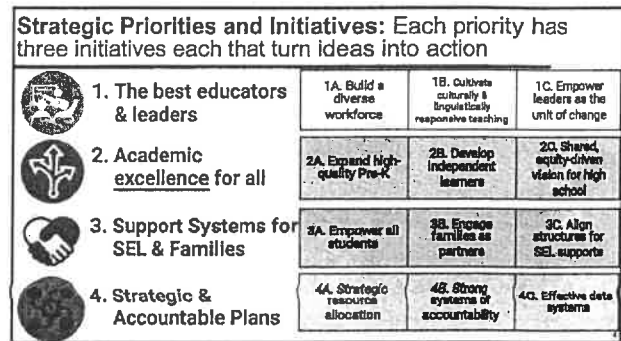 Strategic Priorities and Initiatives: Each priority has
three initiatives each that turn ideas into action
1. The best educators
& leaders
1A. Build a
diverse
workforce
1B. Cultivate
culturally &
linguistically
responsive teaching
1C. Empower
leaders as the
unit of change
2. Academic
excellence for all
2A. Expand high-
quality Pre-K
2B. Develop
independent
learners
2C. Shared,
equity-driven
vision for high
school
3. Support Systems for
SEL & Families
3A. Empower all
students
3B. Engage
families as
partners
3C. Align
structures for
SEL supports
4. Strategic &
Accountable Plans
4A. Strategic
resource
allocation
4B. Strong
systems of
accountability
4C. Effective data
systems